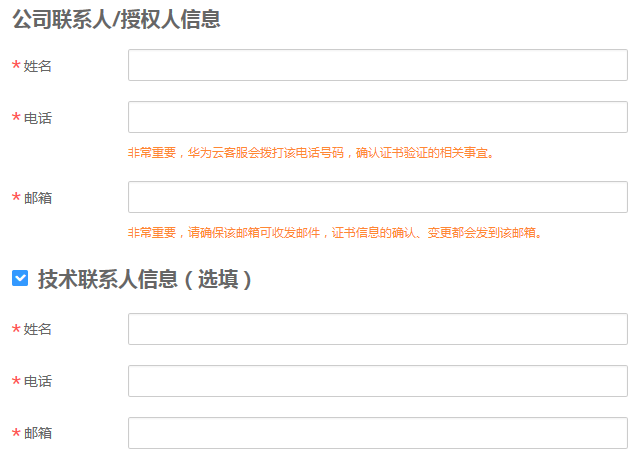 公司联系人/授权人信息
* 姓名
* 电话
非常重要，华为云客服会拨打该电话号码，确认证书验证的相关事宜。
* 邮箱
非常重要，请确保该邮箱可收发邮件，证书信息的确认、变更都会发到该邮箱。
技术联系人信息（选填）
* 姓名
* 电话
* 邮箱